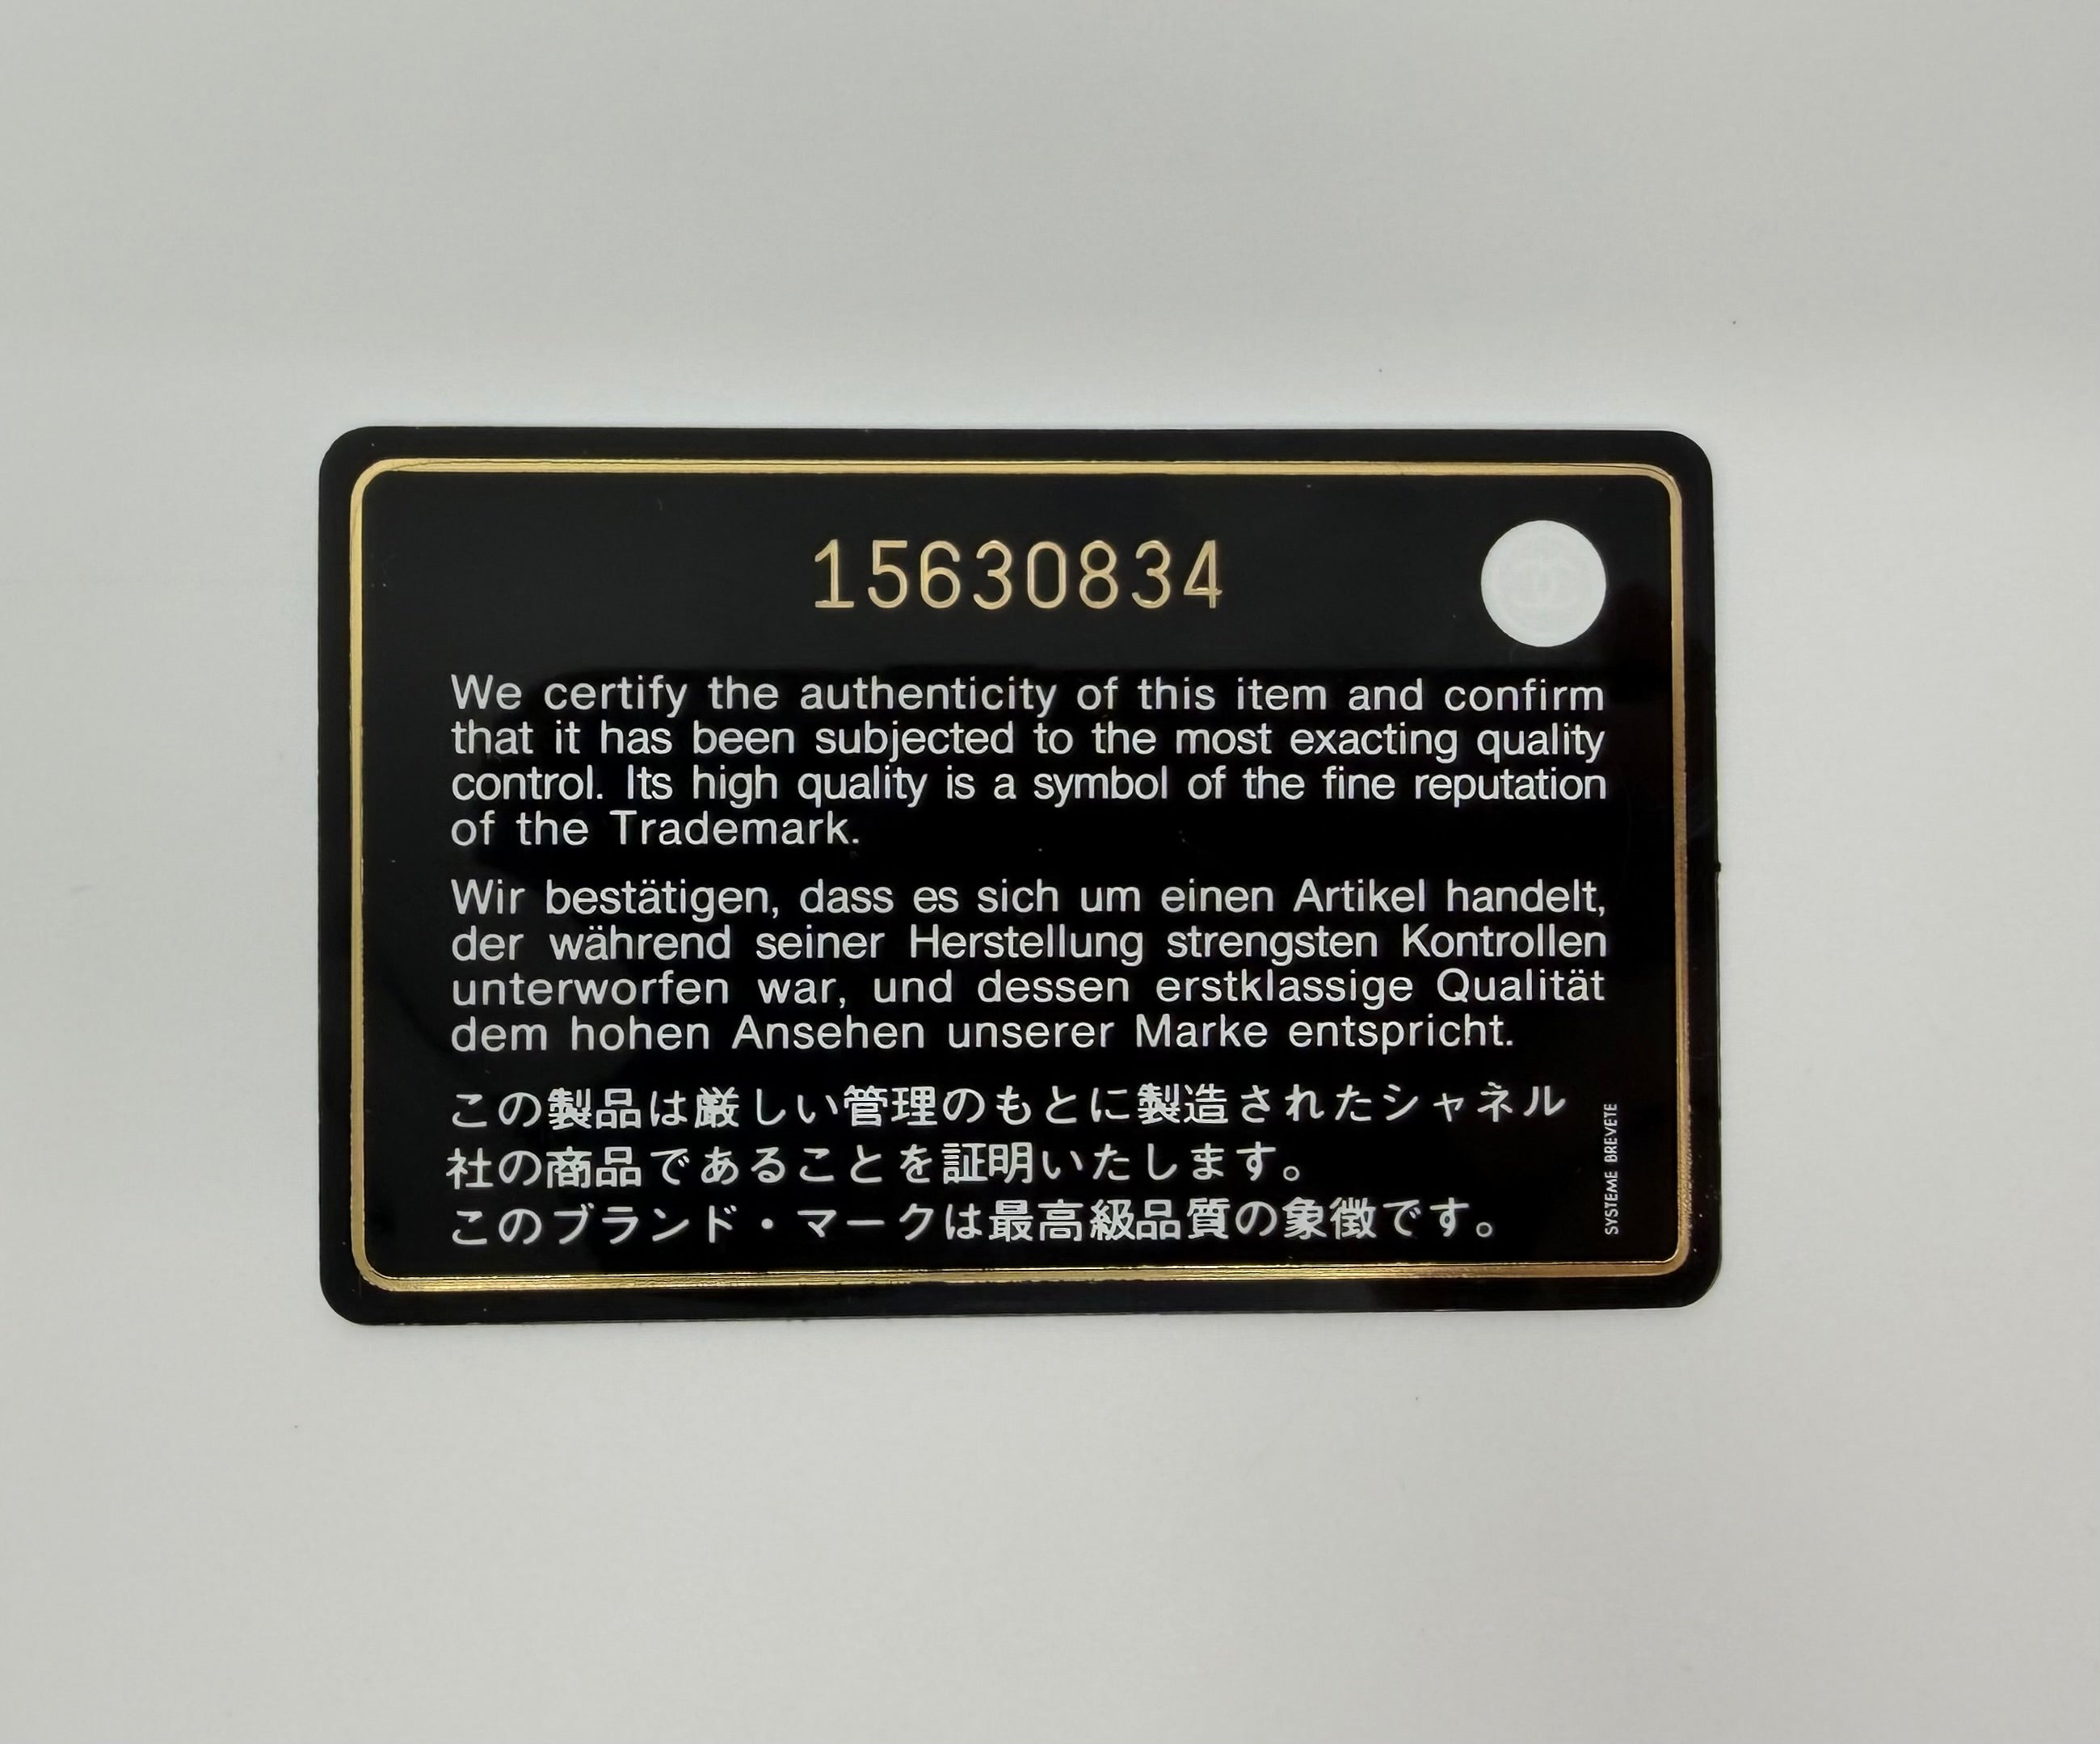 15630834
We certify the authenticity of this item and confirm
that it has been subjected to the most exacting quality
control. Its high quality is a symbol of the fine reputation
of the Trademark.
Wir bestätigen, dass es sich um einen Artikel handelt,
der während seiner Herstellung strengsten Kontrollen
unterworfen war, und dessen erstklassige Qualität
dem hohen Ansehen unserer Marke entspricht.
この製品は厳しい管理のもとに製造されたシャネル
社の商品であることを証明いたします。
このブランド・マークは最高級品質の象徴です。
SYSTEME BREVETE